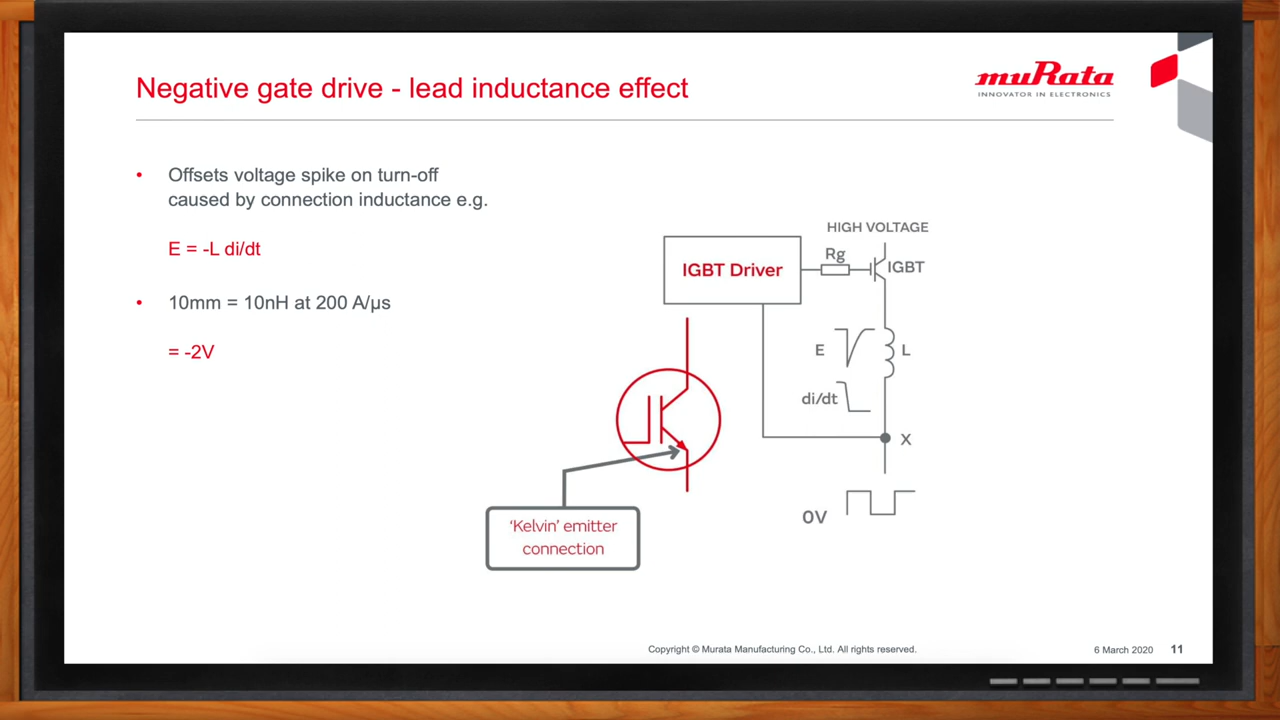 Negative gate drive - lead inductance effect
muRata
INNOVATOR IN ELECTRONICS
• Offsets voltage spike on turn-off
caused by connection inductance e.g.
E = -L di/dt
• 10mm = 10nH at 200 A/µs
= -2V
HIGH VOLTAGE
IGBT Driver
Rg
IGBT
E
L
di/dt
X
0V
‘Kelvin’ emitter
connection
Copyright © Murata Manufacturing Co., Ltd. All rights reserved.
6 March 2020
11